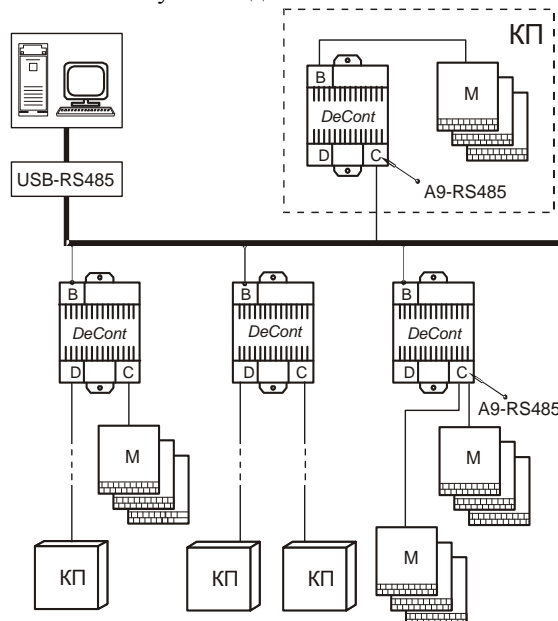 КП
B
M
DeCont
D C
USB-RS485
A9-RS485
B B B
DeCont DeCont DeCont
D C D C D C
A9-RS485
M M
КП КП КП M